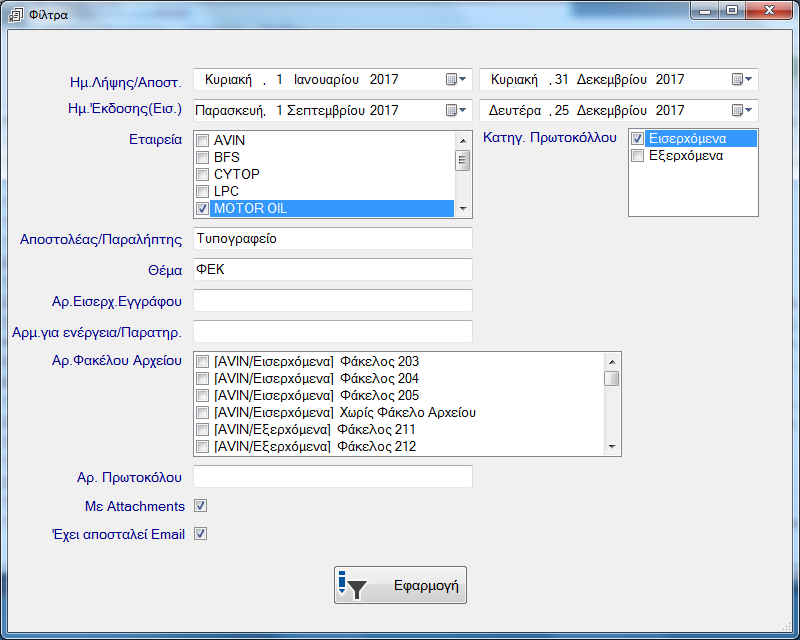 Φίλτρα
Ημ.Λήψης/Αποστ. Κυριακή , 1 Ιανουαρίου 2017 Κυριακή , 31 Δεκεμβρίου 2017
Ημ.Έκδοσης(Εισ.) Παρασκευή, 1 Σεπτεμβρίου 2017 Δευτέρα , 25 Δεκεμβρίου 2017
Εταιρεία AVIN Κατηγ. Πρωτοκόλλου Εισερχόμενα
BFS Εξερχόμενα
CYTOP
LPC
MOTOR OIL
Αποστολέας/Παραλήπτης Τυπογραφείο
Θέμα ΦΕΚ
Αρ.Εισερχ.Εγγράφου
Αρμ.για ενέργεια/Παρατηρ.
Αρ.Φακέλου Αρχείου [AVIN/Εισερχόμενα] Φάκελος 203
[AVIN/Εισερχόμενα] Φάκελος 204
[AVIN/Εισερχόμενα] Φάκελος 205
[AVIN/Εισερχόμενα] Χωρίς Φάκελο Αρχείου
[AVIN/Εξερχόμενα] Φάκελος 211
[AVIN/Εξερχόμενα] Φάκελος 212
Αρ. Πρωτοκόλου
Με Attachments
Έχει αποσταλεί Email
Εφαρμογή